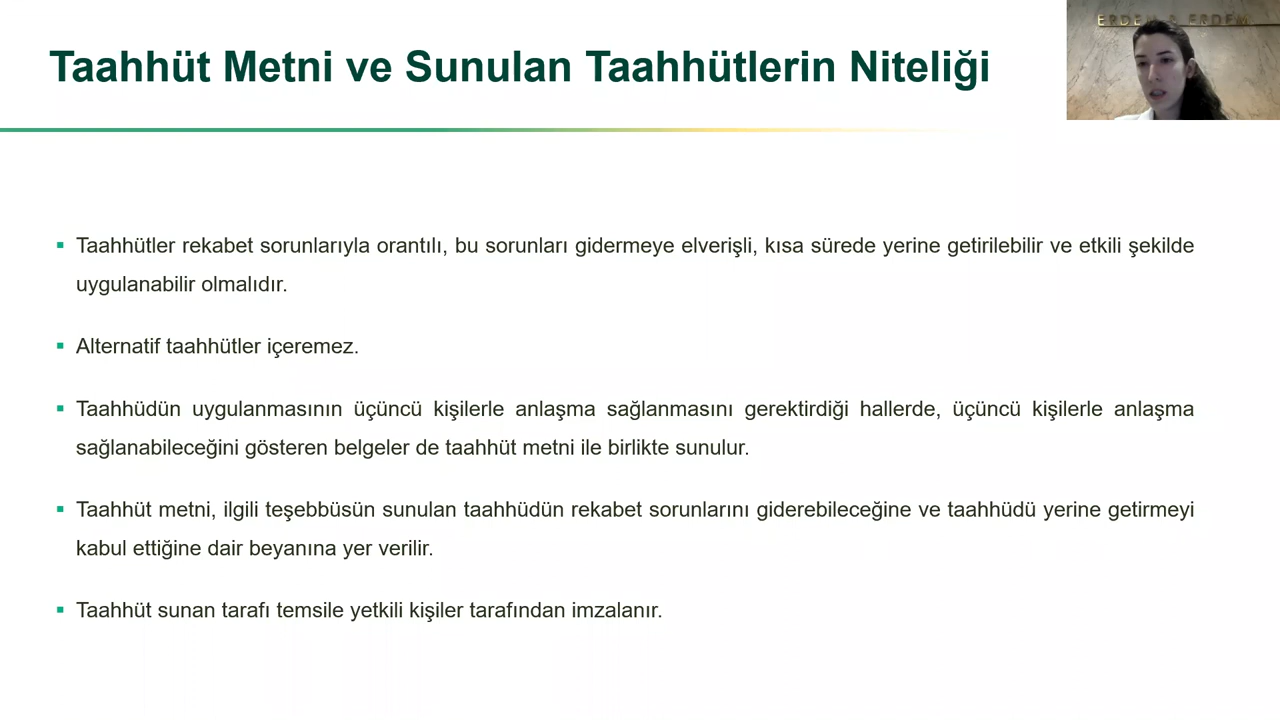 Taahhüt Metni ve Sunulan Taahhütlerin Niteliği
ERDEM & ERDEM
Taahhütler rekabet sorunlarıyla orantılı, bu sorunları gidermeye elverişli, kısa sürede yerine getirilebilir ve etkili şekilde
uygulanabilir olmalıdır.
Alternatif taahhütler içeremez.
Taahhüdün uygulanmasının üçüncü kişilerle anlaşma sağlanmasını gerektirdiği hallerde, üçüncü kişilerle anlaşma
sağlanabileceğini gösteren belgeler de taahhüt metni ile birlikte sunulur.
Taahhüt metni, ilgili teşebbüsün sunulan taahhüdün rekabet sorunlarını giderebileceğine ve taahhüdü yerine getirmeyi
kabul ettiğine dair beyanına yer verilir.
Taahhüt sunan tarafı temsile yetkili kişiler tarafından imzalanır.